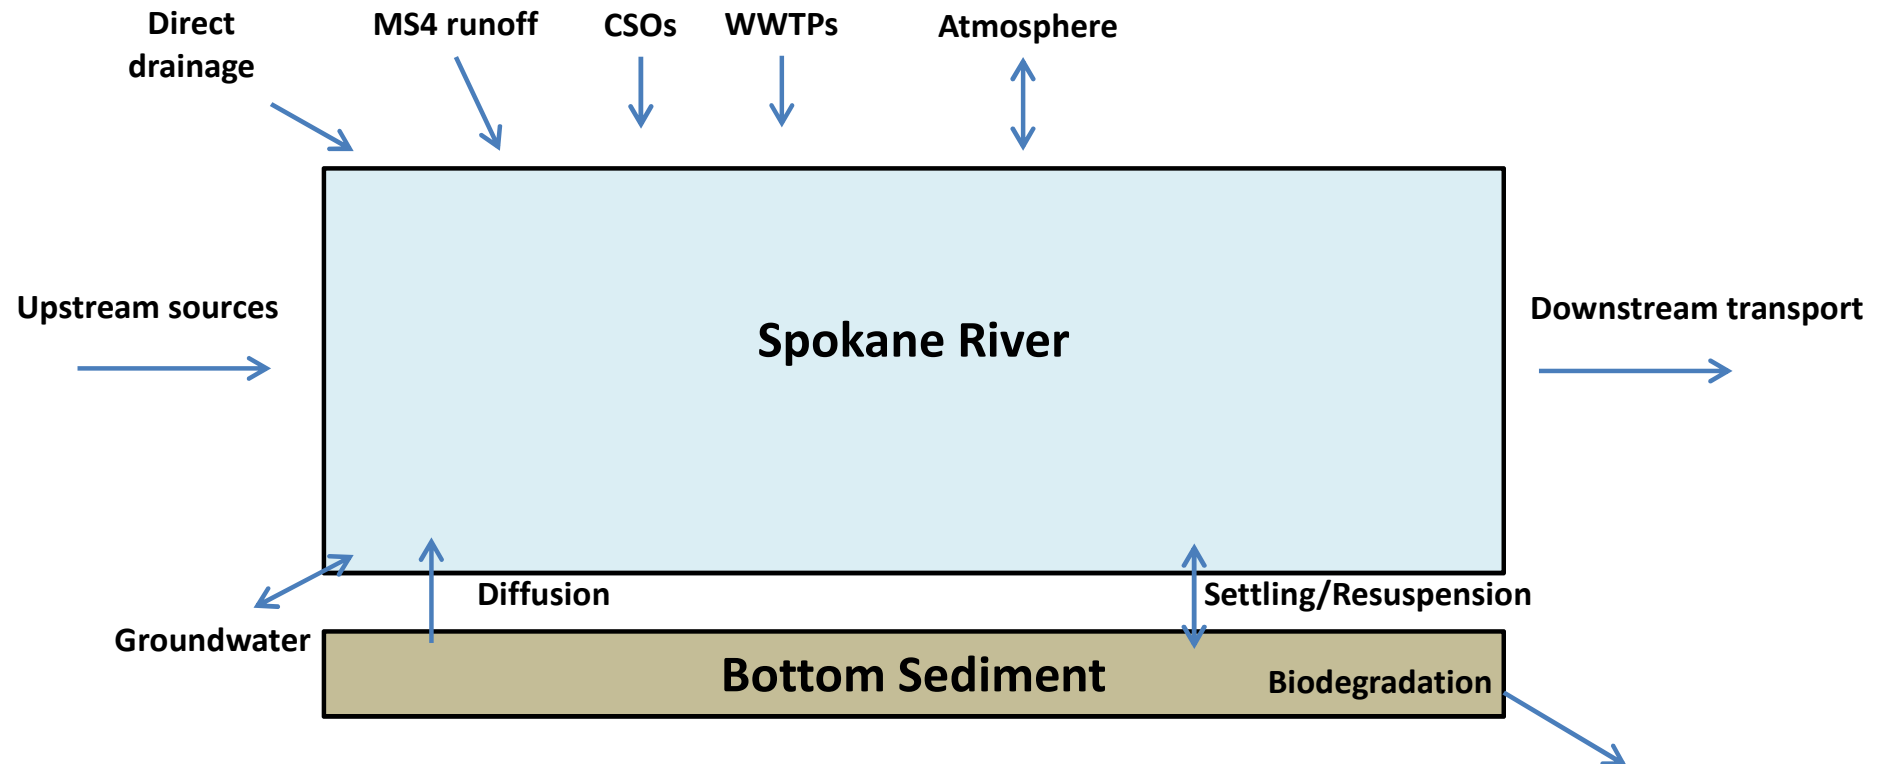 Direct
drainage
MS4 runoff
CSOs
WWTPs
Atmosphere
Upstream sources
Spokane River
Downstream transport
Diffusion
Settling/Resuspension
Groundwater
Bottom Sediment
Biodegradation